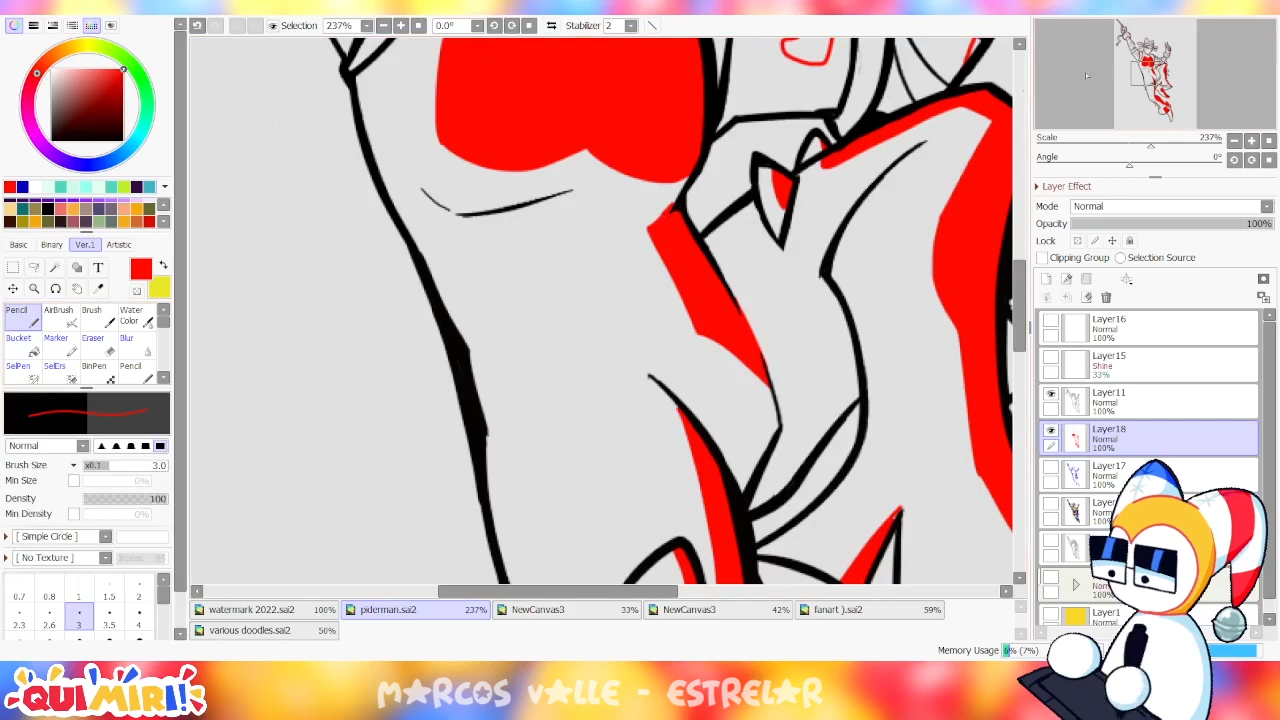 Selection 237% 0.0° Stabilizer 2
Scale 237%
Angle 0°
Layer Effect
Mode Normal
Opacity 100%
Lock
Clipping Group Selection Source
Basic Binary Ver.1 Artistic
T
Pencil AirBrush Brush Water Color
Bucket Marker Eraser Blur
SelPen SelErs BinPen Pencil
Normal
Brush Size x0.1 3.0
Min Size 0%
Density 100
Min Density 0%
[ Simple Circle ]
[ No Texture ]
0.7 0.8 1 1.5 2
2.3 2.6 3 3.5 4
Layer16
Normal
100%
Layer15
Shine
33%
Layer11
Normal
100%
Layer18
Normal
100%
Layer17
Normal
100%
Layer1
Normal
watermark 2022.sai2 100%
piderman.sai2 237%
NewCanvas3 33%
NewCanvas3 42%
fanart ).sai2 59%
various doodles.sai2 50%
Memory Usage (7%)
QUIMIRI!!
MARCOS VALLE - ESTRELAR